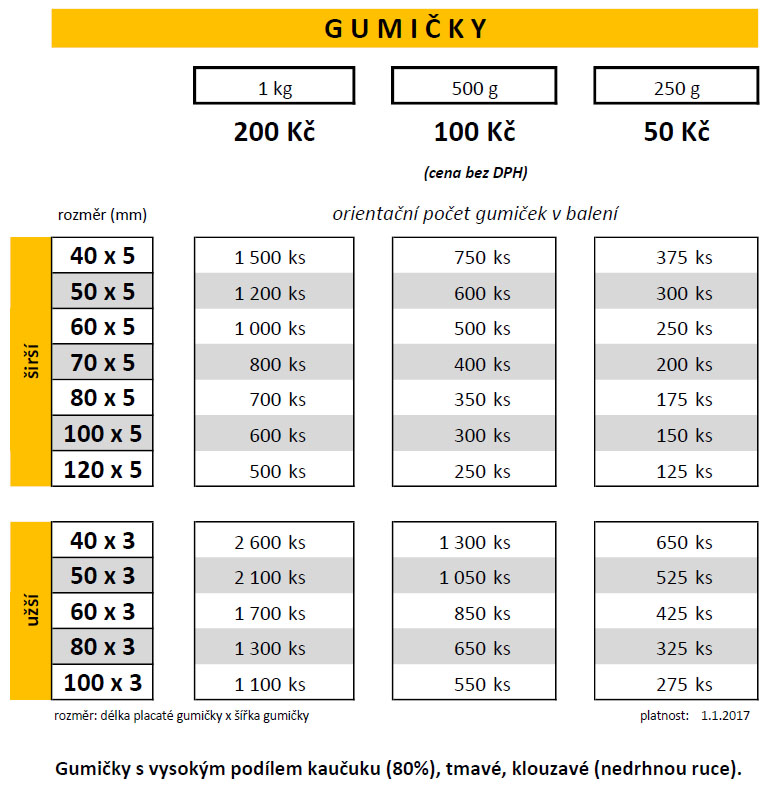 GUMIČKY
1 kg 500 g 250 g
200 Kč 100 Kč 50 Kč
(cena bez DPH)
rozměr (mm) orientační počet gumiček v balení
širší
40 x 5 1 500 ks 750 ks 375 ks
50 x 5 1 200 ks 600 ks 300 ks
60 x 5 1 000 ks 500 ks 250 ks
70 x 5 800 ks 400 ks 200 ks
80 x 5 700 ks 350 ks 175 ks
100 x 5 600 ks 300 ks 150 ks
120 x 5 500 ks 250 ks 125 ks
užší
40 x 3 2 600 ks 1 300 ks 650 ks
50 x 3 2 100 ks 1 050 ks 525 ks
60 x 3 1 700 ks 850 ks 425 ks
80 x 3 1 300 ks 650 ks 325 ks
100 x 3 1 100 ks 550 ks 275 ks
rozměr: délka placaté gumičky x šířka gumičky platnost: 1.1.2017
Gumičky s vysokým podílem kaučuku (80%), tmavé, klouzavé (nedrhnou ruce).